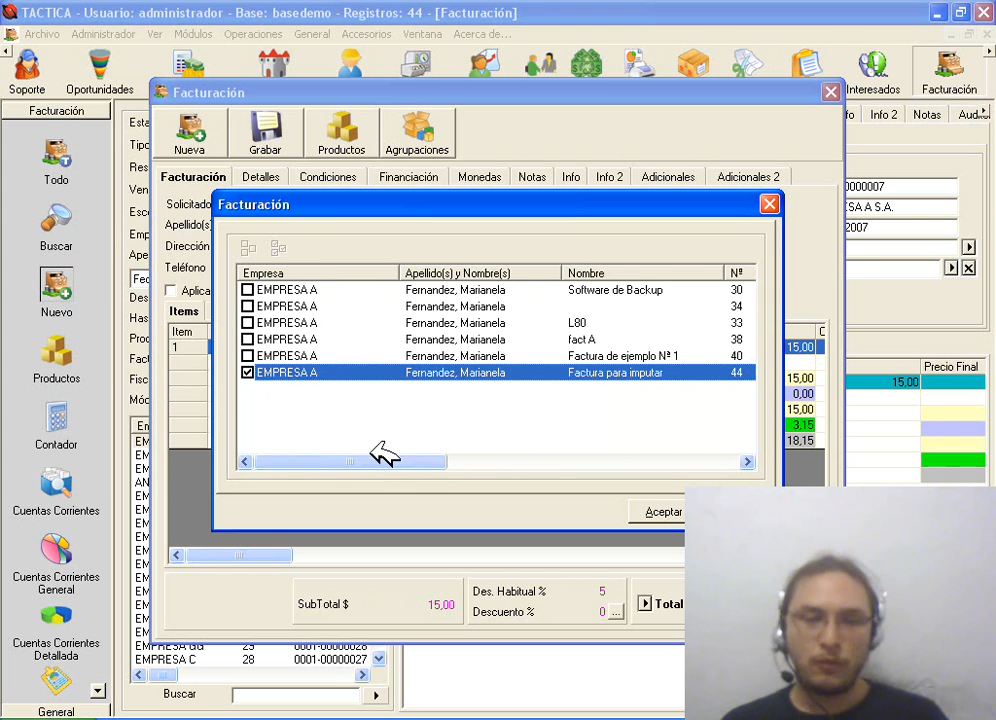 TACTICA - Usuario: administrador - Base: basedemo - Registros: 44 - [Facturación]
Archivo Administrador Ver Módulos Operaciones General Accesorios Ventana Acerca de...
Soporte Oportunidades Interesados Facturación
Facturación
Todo
Buscar
Nuevo
Productos
Contador
Cuentas Corrientes
Cuentas Corrientes General
Cuentas Corrientes Detallada
General
Info 2 Notas
0000007
SA A S.A.
2007
Facturación
Nueva Grabar Productos Agrupaciones
Facturación Detalles Condiciones Financiación Monedas Notas Info Info 2 Adicionales Adicionales 2
Solicitado
Apellido(s)
Dirección
Teléfono
Aplica
Items
Item
1
15,00
15,00
0,00
15,00
3,15
18,15
Precio Final
15,00
Facturación
Empresa Apellido(s) y Nombre(s) Nombre Nº
EMPRESA A Fernandez, Marianela Software de Backup 30
EMPRESA A Fernandez, Marianela 34
EMPRESA A Fernandez, Marianela L80 33
EMPRESA A Fernandez, Marianela fact A 38
EMPRESA A Fernandez, Marianela Factura de ejemplo Nº 1 40
EMPRESA A Fernandez, Marianela Factura para imputar 44
Aceptar
SubTotal $ 15,00
Des. Habitual % 5
Descuento % 0 ...
Total
EMPRESA GG 29 0001-00000028
EMPRESA C 28 0001-00000027
Buscar